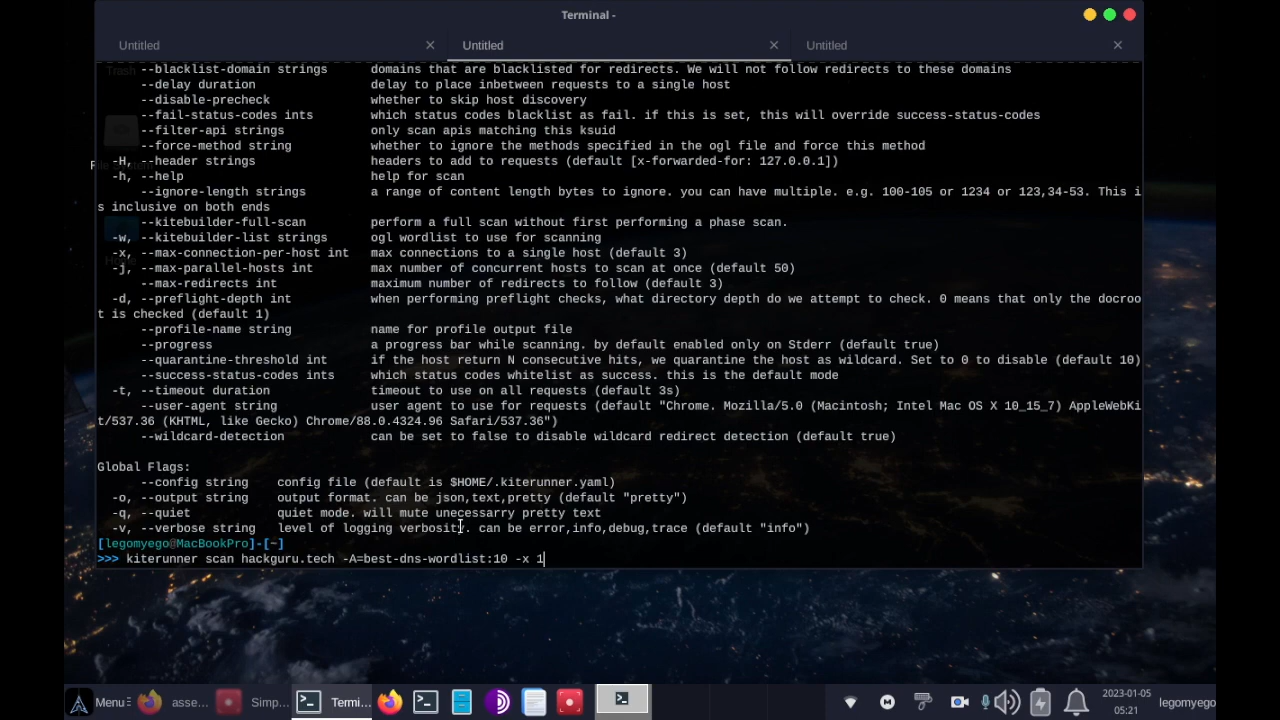 Terminal -
Untitled Untitled Untitled
Trash
--blacklist-domain strings domains that are blacklisted for redirects. We will not follow redirects to these domains
--delay duration delay to place inbetween requests to a single host
--disable-precheck whether to skip host discovery
--fail-status-codes ints which status codes blacklist as fail. if this is set, this will override success-status-codes
--filter-api strings only scan apis matching this ksuid
--force-method string whether to ignore the methods specified in the ogl file and force this method
-H, --header strings headers to add to requests (default [x-forwarded-for: 127.0.0.1])
-h, --help help for scan
--ignore-length strings a range of content length bytes to ignore. you can have multiple. e.g. 100-105 or 1234 or 123,34-53. This i
s inclusive on both ends
--kitebuilder-full-scan perform a full scan without first performing a phase scan.
-w, --kitebuilder-list strings ogl wordlist to use for scanning
-x, --max-connection-per-host int max connections to a single host (default 3)
-j, --max-parallel-hosts int max number of concurrent hosts to scan at once (default 50)
--max-redirects int maximum number of redirects to follow (default 3)
-d, --preflight-depth int when performing preflight checks, what directory depth do we attempt to check. 0 means that only the docroo
t is checked (default 1)
--profile-name string name for profile output file
--progress a progress bar while scanning. by default enabled only on Stderr (default true)
--quarantine-threshold int if the host return N consecutive hits, we quarantine the host as wildcard. Set to 0 to disable (default 10)
--success-status-codes ints which status codes whitelist as success. this is the default mode
-t, --timeout duration timeout to use on all requests (default 3s)
--user-agent string user agent to use for requests (default "Chrome. Mozilla/5.0 (Macintosh; Intel Mac OS X 10_15_7) AppleWebKi
t/537.36 (KHTML, like Gecko) Chrome/88.0.4324.96 Safari/537.36")
--wildcard-detection can be set to false to disable wildcard redirect detection (default true)
Global Flags:
--config string config file (default is $HOME/.kiterunner.yaml)
-o, --output string output format. can be json,text,pretty (default "pretty")
-q, --quiet quiet mode. will mute unecessarry pretty text
-v, --verbose string level of logging verbosity. can be error,info,debug,trace (default "info")
[legomyego@MacBookPro]-[~]
>>> kiterunner scan hackguru.tech -A=best-dns-wordlist:10 -x 1
Menu asse... Simp... Termi... 2023-01-05 legomyego
05:21